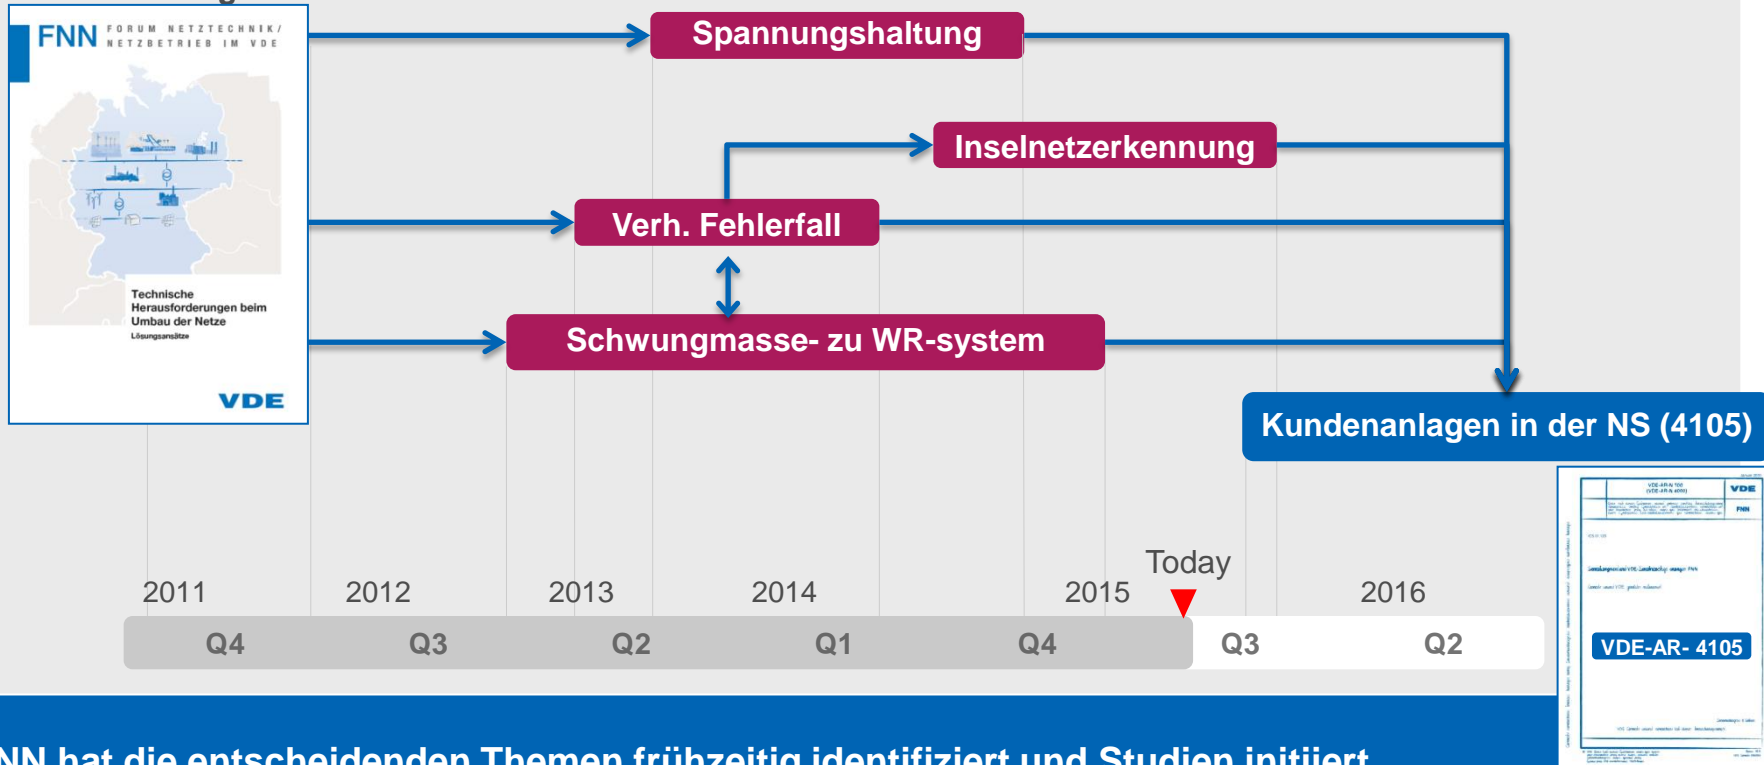 FNN FORUM NETZTECHNIK/
NETZBETRIEB IM VDE
Technische
Herausforderungen beim
Umbau der Netze
Lösungsansätze
VDE
Spannungshaltung
Inselnetzerkennung
Verh. Fehlerfall
Schwungmasse- zu WR-system
Kundenanlagen in der NS (4105)
Today
2011 2012 2013 2014 2015 2016
Q4 Q3 Q2 Q1 Q4 Q3 Q2
VDE
FNN
VDE-AR- 4105
NN hat die entscheidenden Themen frühzeitig identifiziert und Studien initiiert